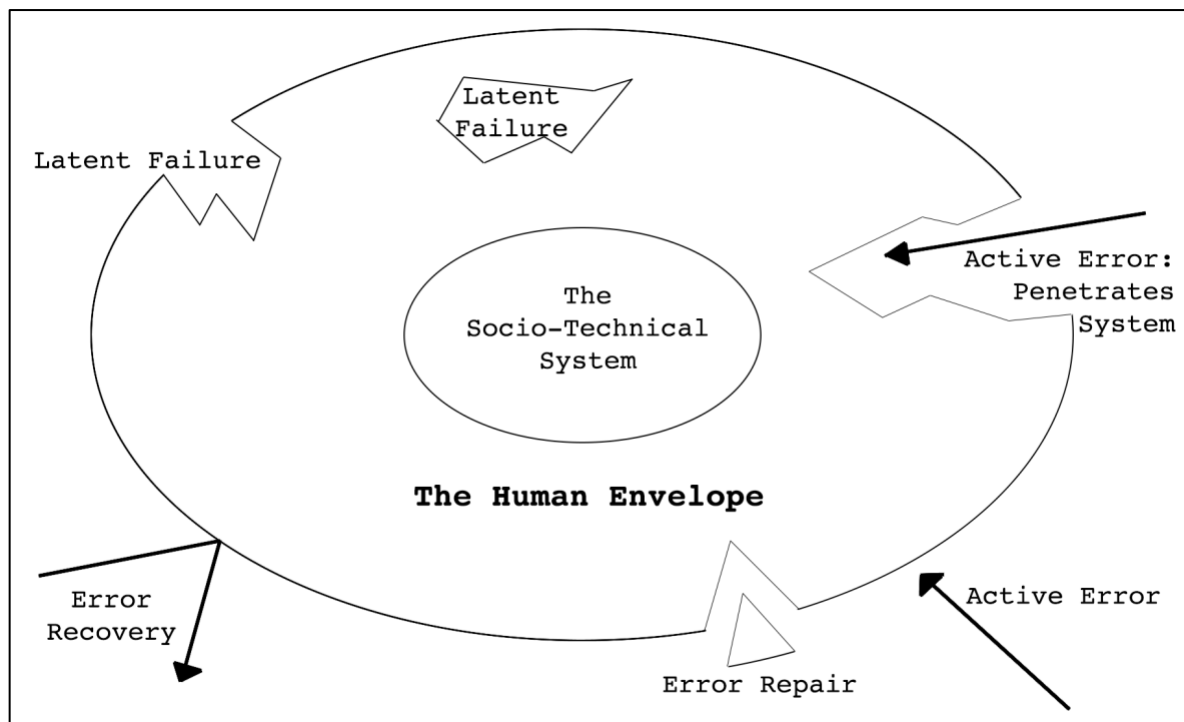 Latent
Failure
Latent Failure
Active Error:
Penetrates
System
The
Socio-Technical
System
The Human Envelope
Error
Recovery
Active Error
Error Repair